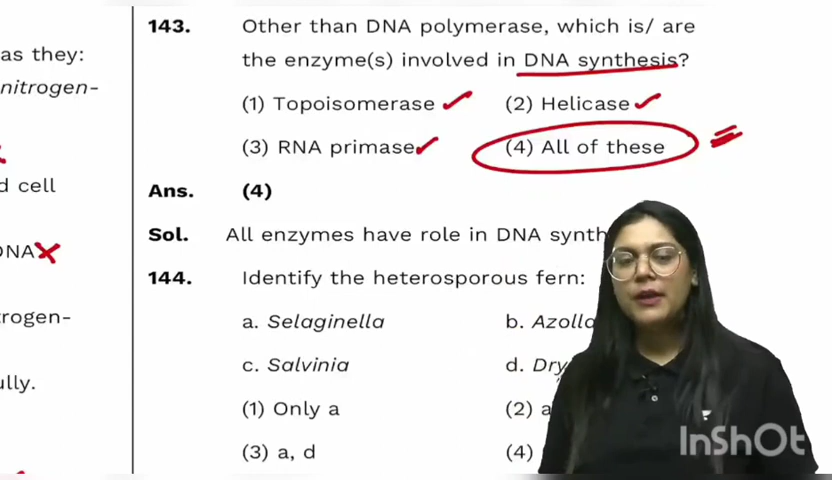 as they:
nitrogen-
d cell
DNA
trogen-
ully.
143. Other than DNA polymerase, which is/ are
the enzyme(s) involved in DNA synthesis?
(1) Topoisomerase (2) Helicase
(3) RNA primase (4) All of these
Ans. (4)
Sol. All enzymes have role in DNA synth
144. Identify the heterosporous fern:
a. Selaginella b. Azolla
c. Salvinia d. Dry
(1) Only a (2) a
(3) a, d (4)
InShOt